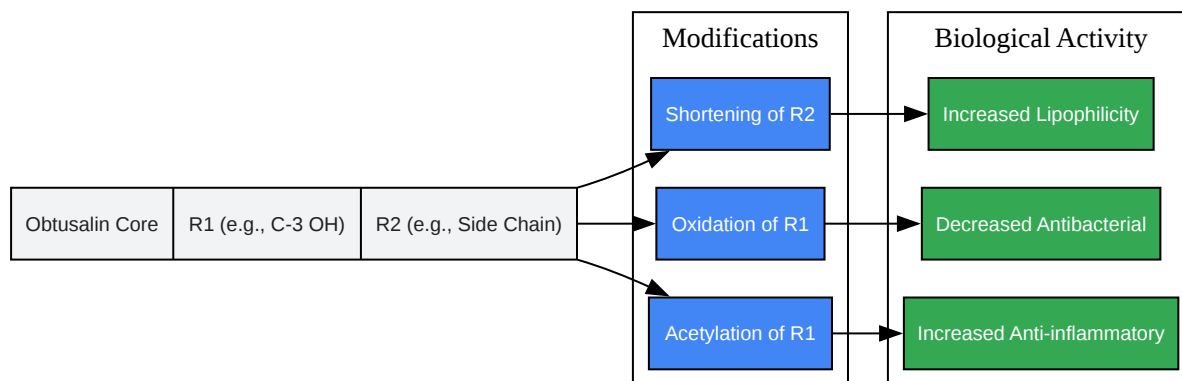 Modifications
Biological Activity
Shortening of R2
Increased Lipophilicity
Obtusalin Core
R1 (e.g., C-3 OH)
R2 (e.g., Side Chain)
Oxidation of R1
Decreased Antibacterial
Acetylation of R1
Increased Anti-inflammatory